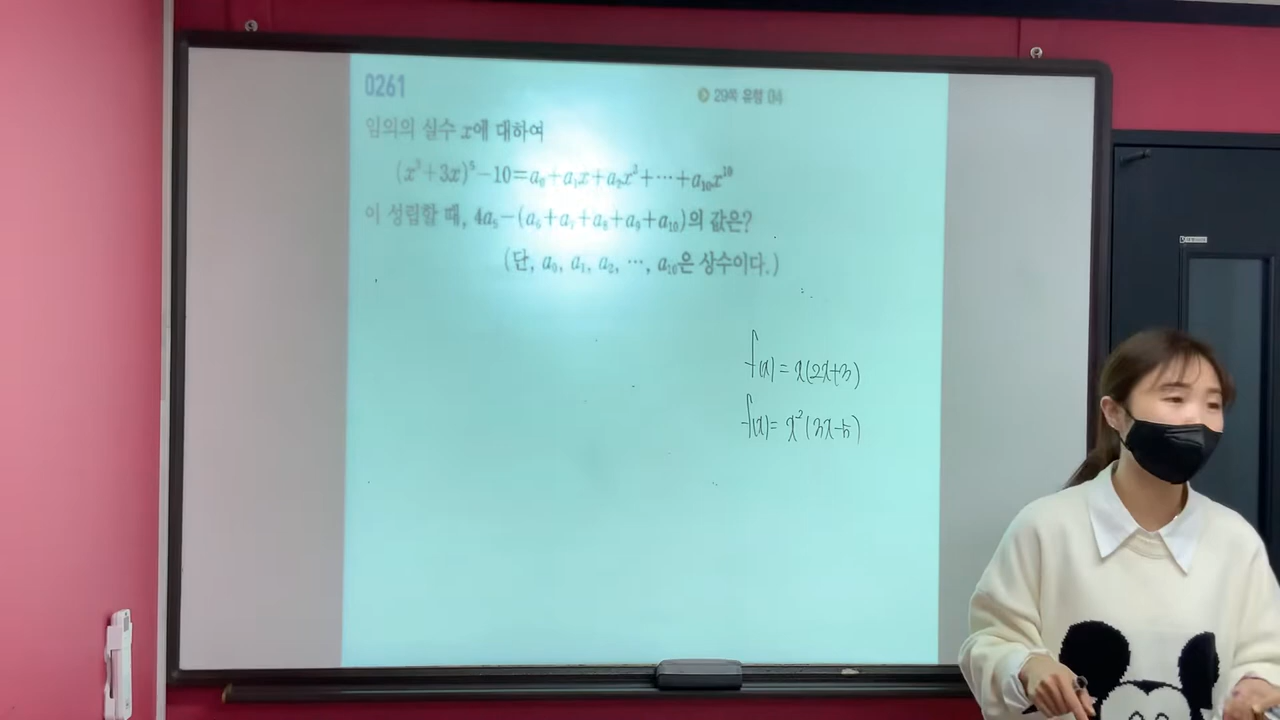 0261
29쪽 유형 04
임의의 실수 x에 대하여
(x²+3x)⁵-10=a₀+a₁x+a₂x²+⋯+a₁₀x¹⁰
이 성립할 때, 4a₅-(a₆+a₇+a₈+a₉+a₁₀)의 값은?
(단, a₀, a₁, a₂, ⋯, a₁₀은 상수이다.)
f(x)=x(2x+3)
f(x)=x²(3x-5)